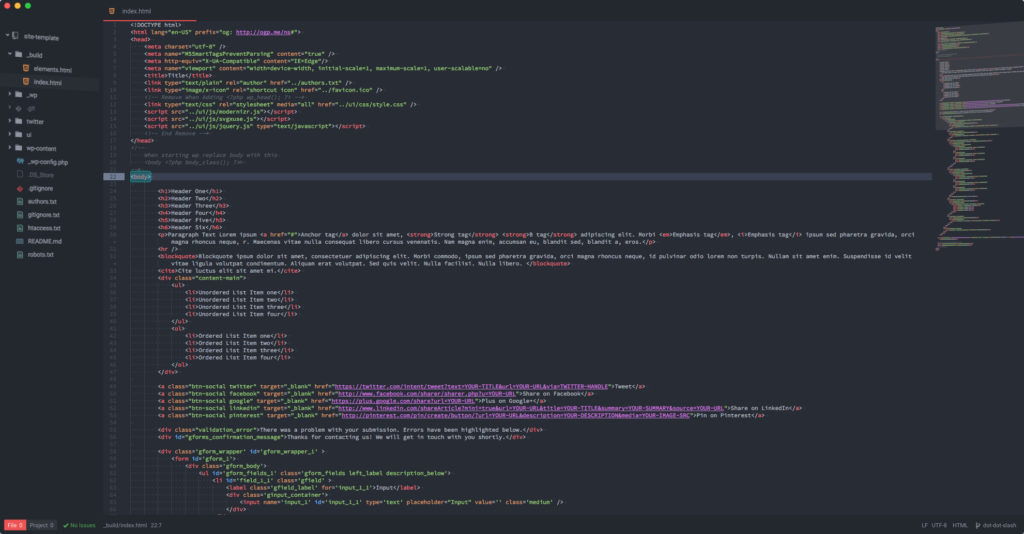 index.html
site-template
_build
elements.html
index.html
_wp
.git
twitter
ui
wp-content
_wp-config.php
.DS_Store
.gitignore
authors.txt
gitignore.txt
htaccess.txt
README.md
robots.txt
<!DOCTYPE html>
<html lang="en-US" prefix="og: http://ogp.me/ns#">
<head>
<meta charset="utf-8" />
<meta name="MSSmartTagsPreventParsing" content="true" />
<meta http-equiv="X-UA-Compatible" content="IE=Edge"/>
<meta name="viewport" content="width=device-width, initial-scale=1, maximum-scale=1, user-scalable=no" />
<title>Title</title>
<link type="text/plain" rel="author" href="../authors.txt" />
<link type="image/x-icon" rel="shortcut icon" href="../favicon.ico" />
<!-- Remove When Adding <?php wp_head(); ?> -->
<link type="text/css" rel="stylesheet" media="all" href="../ui/css/style.css" />
<script src="../ui/js/modernizr.js"></script>
<script src="../ui/js/svgxuse.js"></script>
<script src="../ui/js/jquery.js" type="text/javascript"></script>
<!-- End Remove -->
</head>
<!--
When starting wp replace body with this
<body <?php body_class(); ?>>
22 <body>
<h1>Header One</h1>
<h2>Header Two</h2>
<h3>Header Three</h3>
<h4>Header Four</h4>
<h5>Header Five</h5>
<h6>Header Six</h6>
<p>Paragraph Text Lorem ipsum <a href="#">Anchor tag</a> dolor sit amet, <strong>Strong tag</strong> <strong><B tag</strong> adipiscing elit. Morbi <em>Emphasis tag</em>, <i>Emphasis tag</i> ipsum sed pharetra gravida, orci
magna rhoncus neque, r. Maecenas vitae nulla consequat libero cursus venenatis. Nam magna enim, accumsan eu, blandit sed, blandit a, eros.</p>
<hr />
<blockquote>Blockquote ipsum dolor sit amet, consectetuer adipiscing elit. Morbi commodo, ipsum sed pharetra gravida, orci magna rhoncus neque, id pulvinar odio lorem non turpis. Nullam sit amet enim. Suspendisse id velit
vitae ligula volutpat condimentum. Aliquam erat volutpat. Sed quis velit. Nulla facilisi. Nulla libero. </blockquote>
<cite>Cite luctus elit sit amet mi.</cite>
<div class="content-main">
<ul>
<li>Unordered List Item one</li>
<li>Unordered List Item two</li>
<li>Unordered List Item three</li>
<li>Unordered List Item four</li>
</ul>
<ol>
<li>Ordered List Item one</li>
<li>Ordered List Item two</li>
<li>Ordered List Item three</li>
<li>Ordered List Item four</li>
</ol>
</div>
<a class="btn-social twitter" target="_blank" href="https://twitter.com/intent/tweet?text=YOUR-TITLE&url=YOUR-URL&via=TWITTER-HANDLE">Tweet</a>
<a class="btn-social facebook" target="_blank" href="http://www.facebook.com/sharer/sharer.php?u=YOUR-URL">Share on Facebook</a>
<a class="btn-social google" target="_blank" href="https://plus.google.com/share?url=YOUR-URL">Plus on Google+</a>
<a class="btn-social linkedin" target="_blank" href="http://www.linkedin.com/shareArticle?mini=true&url=YOUR-URL&title=YOUR-TITLE&summary=YOUR-SUMMARY&source=YOUR-URL">Share on LinkedIn</a>
<a class="btn-social pinterest" target="_blank" href="http://pinterest.com/pin/create/button/?url=YOUR-URL&description=YOUR-DESCRIPTION&media=YOUR-IMAGE-SRC">Pin on Pinterest</a>
<div class="validation_error">There was a problem with your submission. Errors have been highlighted below.</div>
<div id="gforms_confirmation_message">Thanks for contacting us! We will get in touch with you shortly.</div>
<div class='gform_wrapper' id='gform_wrapper_1' >
<form id='gform_1'>
<div class='gform_body'>
<ul id='gform_fields_1' class='gform_fields left_label description_below'>
<li id='field_1_1' class='gfield' >
<label class='gfield_label' for='input_1_1'>Input</label>
<div class='ginput_container'>
<input name='input_1' id='input_1_1' type='text' placeholder="Input" value='' class='medium' />
</div>
File 0 Project 0 No Issues _build/index.html 22:7 LF UTF-8 HTML dot-dot-slash